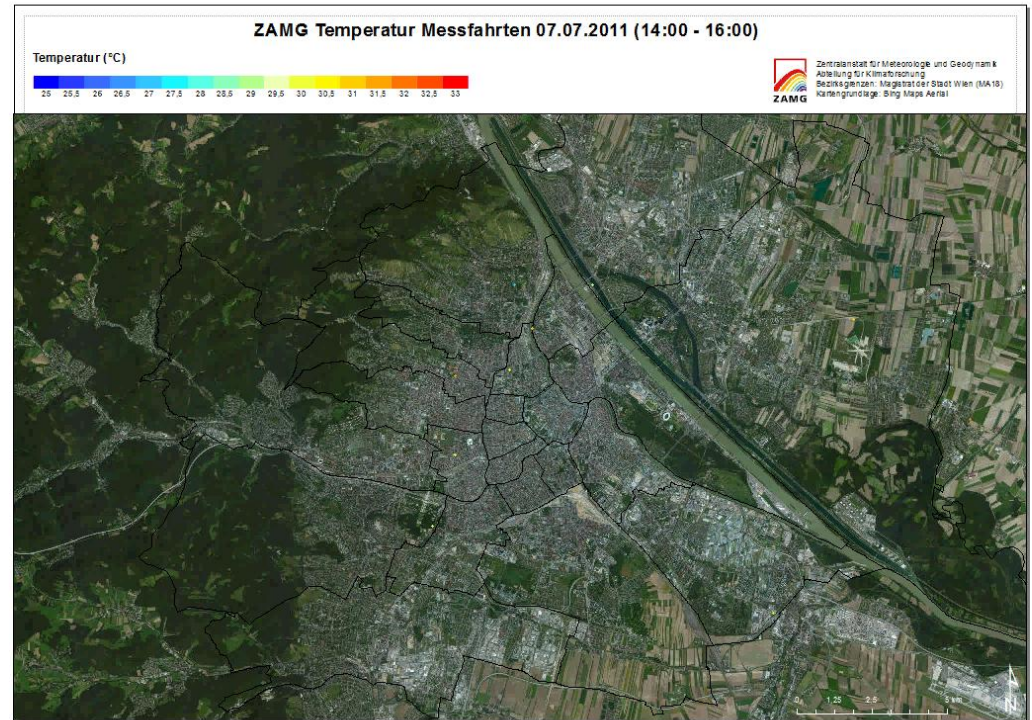 ZAMG Temperatur Messfahrten 07.07.2011 (14:00 - 16:00)
Temperatur (°C)
25 25,5 26 26,5 27 27,5 28 28,5 29 29,5 30 30,5 31 31,5 32 32,5 33
ZAMG
Zentralanstalt für Meteorologie und Geodynamik
Abteilung für Klimaforschung
Bezirksgrenzen: Magistrat der Stadt Wien (MA18)
Kartengrundlage: Bing Maps Aerial
0 1,25 2,5 5 km
N